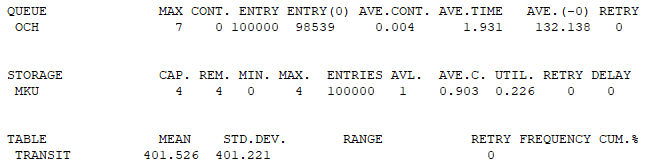 QUEUE MAX CONT. ENTRY ENTRY(0) AVE.CONT. AVE.TIME AVE.(-0) RETRY
OCH 7 0 100000 98539 0.004 1.931 132.138 0
STORAGE CAP. REM. MIN. MAX. ENTRIES AVL. AVE.C. UTIL. RETRY DELAY
MKU 4 4 0 4 100000 1 0.903 0.226 0 0
TABLE MEAN STD.DEV. RANGE RETRY FREQUENCY CUM.%
TRANSIT 401.526 401.221 0